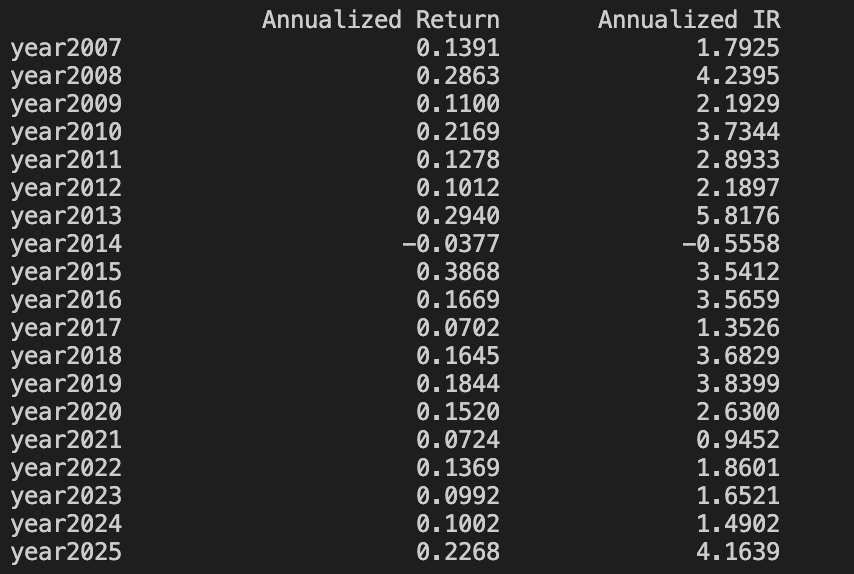 Annualized Return Annualized IR
year2007 0.1391 1.7925
year2008 0.2863 4.2395
year2009 0.1100 2.1929
year2010 0.2169 3.7344
year2011 0.1278 2.8933
year2012 0.1012 2.1897
year2013 0.2940 5.8176
year2014 −0.0377 −0.5558
year2015 0.3868 3.5412
year2016 0.1669 3.5659
year2017 0.0702 1.3526
year2018 0.1645 3.6829
year2019 0.1844 3.8399
year2020 0.1520 2.6300
year2021 0.0724 0.9452
year2022 0.1369 1.8601
year2023 0.0992 1.6521
year2024 0.1002 1.4902
year2025 0.2268 4.1639